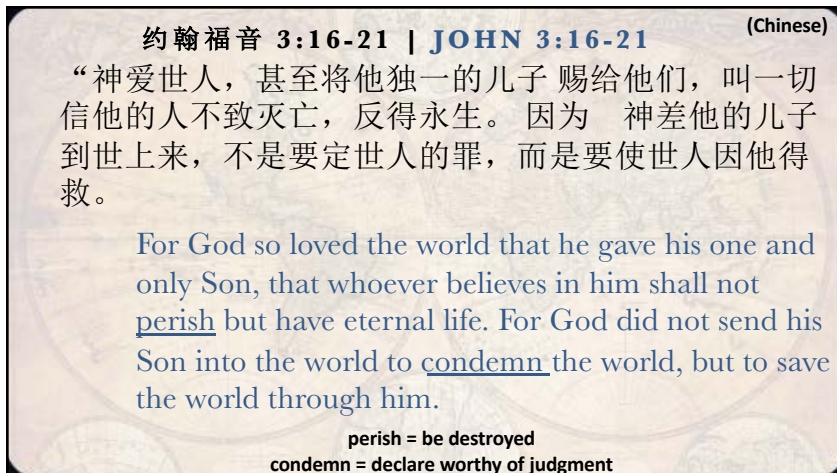 (Chinese)
约翰福音 3:16-21 | JOHN 3:16-21
“神爱世人，甚至将他独一的儿子 赐给他们，叫一切
信他的人不致灭亡，反得永生。 因为　神差他的儿子
到世上来，不是要定世人的罪，而是要使世人因他得
救。
For God so loved the world that he gave his one and
only Son, that whoever believes in him shall not
perish but have eternal life. For God did not send his
Son into the world to condemn the world, but to save
the world through him.
perish = be destroyed
condemn = declare worthy of judgment